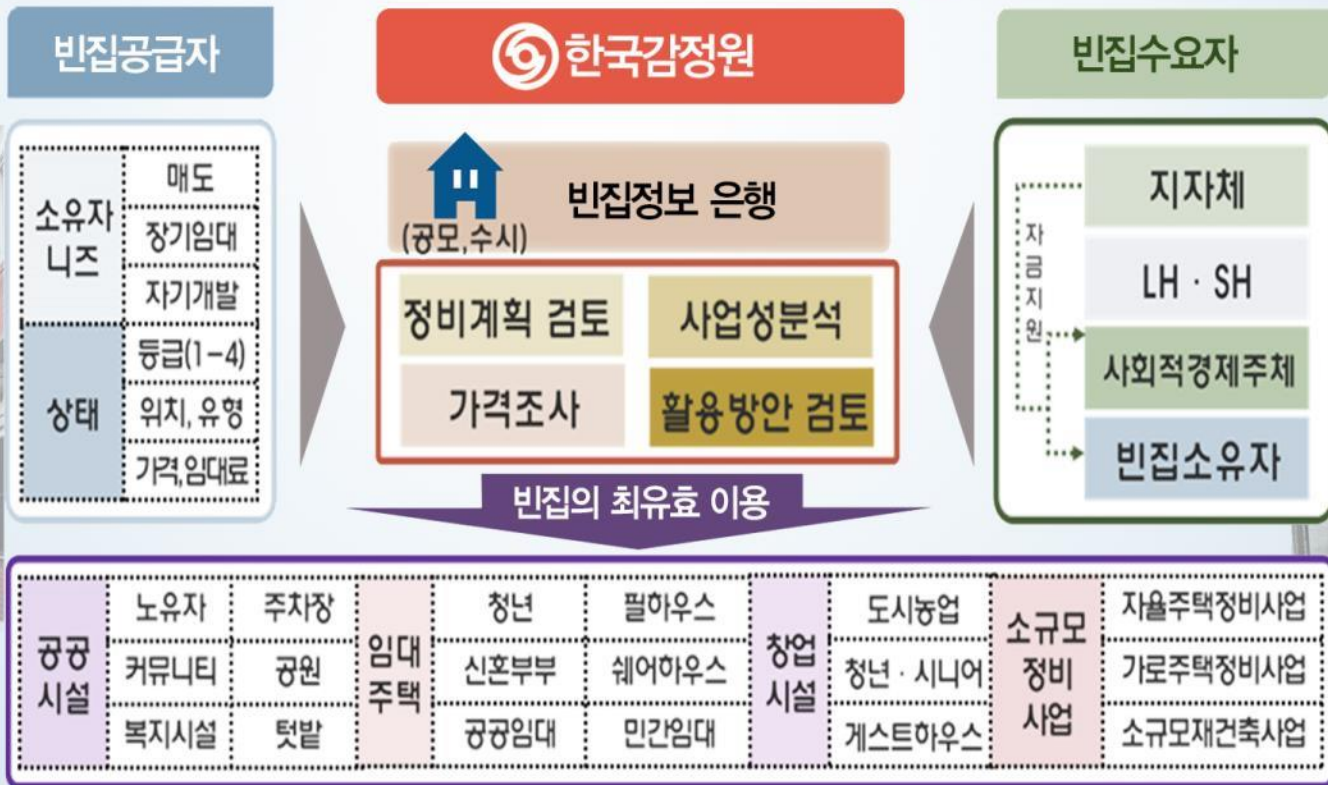 빈집공급자
한국감정원
빈집수요자
소유자
니즈
매도
장기임대
자기개발
상태
등급(1-4)
위치, 유형
가격,임대료
빈집정보 은행
(공모,수시)
정비계획 검토
사업성분석
가격조사
활용방안 검토
자금지원
지자체
LH · SH
사회적경제주체
빈집소유자
빈집의 최유효 이용
공공
시설
노유자
주차장
커뮤니티
공원
복지시설
텃밭
임대
주택
청년
필하우스
신혼부부
쉐어하우스
공공임대
민간임대
창업
시설
도시농업
청년 · 시니어
게스트하우스
소규모
정비
사업
자율주택정비사업
가로주택정비사업
소규모재건축사업